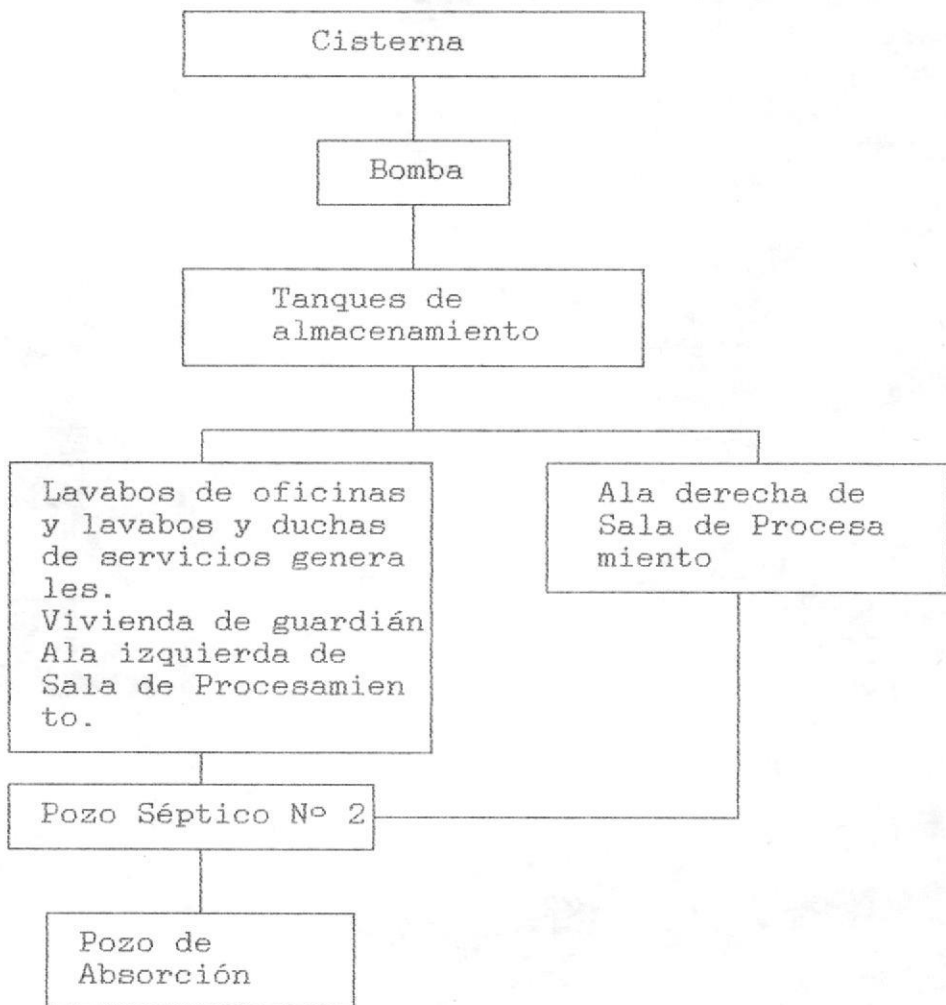 Cisterna
Bomba
Tanques de
almacenamiento
Lavabos de oficinas
y lavabos y duchas
de servicios genera
les.
Vivienda de guardián
Ala izquierda de
Sala de Procesamien
to.
Ala derecha de
Sala de Procesa
miento
Pozo Séptico Nº 2
Pozo de
Absorción